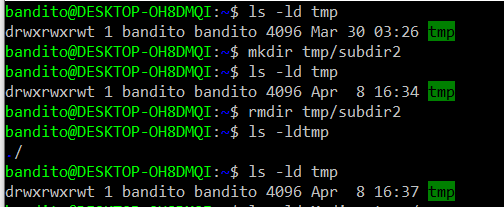 bandito@DESKTOP-OH8DMQI:~$ ls -ld tmp
drwxrwxrwt 1 bandito bandito 4096 Mar 30 03:26 tmp
bandito@DESKTOP-OH8DMQI:~$ mkdir tmp/subdir2
bandito@DESKTOP-OH8DMQI:~$ ls -ld tmp
drwxrwxrwt 1 bandito bandito 4096 Apr  8 16:34 tmp
bandito@DESKTOP-OH8DMQI:~$ rmdir tmp/subdir2
bandito@DESKTOP-OH8DMQI:~$ ls -ldtmp
./
bandito@DESKTOP-OH8DMQI:~$ ls -ld tmp
drwxrwxrwt 1 bandito bandito 4096 Apr  8 16:37 tmp